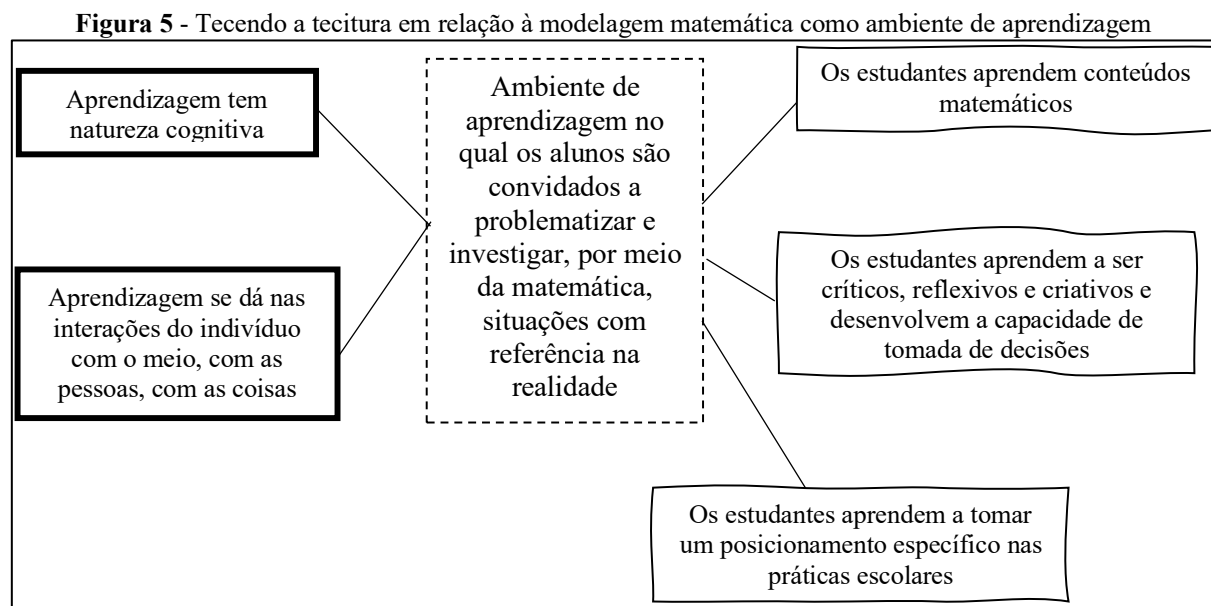 Figura 5 - Tecendo a tecitura em relação à modelagem matemática como ambiente de aprendizagem
Aprendizagem tem
natureza cognitiva
Aprendizagem se dá nas
interações do indivíduo
com o meio, com as
pessoas, com as coisas
Ambiente de
aprendizagem no
qual os alunos são
convidados a
problematizar e
investigar, por meio
da matemática,
situações com
referência na
realidade
Os estudantes aprendem conteúdos
matemáticos
Os estudantes aprendem a ser
críticos, reflexivos e criativos e
desenvolvem a capacidade de
tomada de decisões
Os estudantes aprendem a tomar
um posicionamento específico nas
práticas escolares